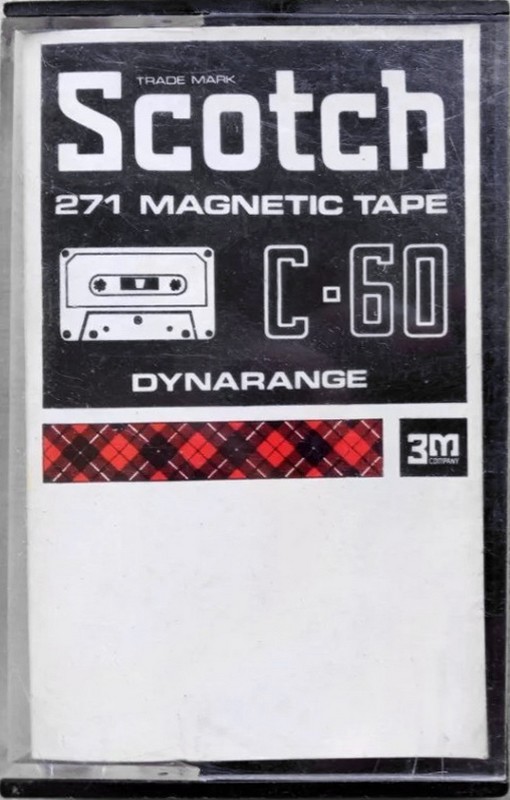 TRADE MARK
Scotch
271 MAGNETIC TAPE
C·60
DYNARANGE
3M
COMPANY